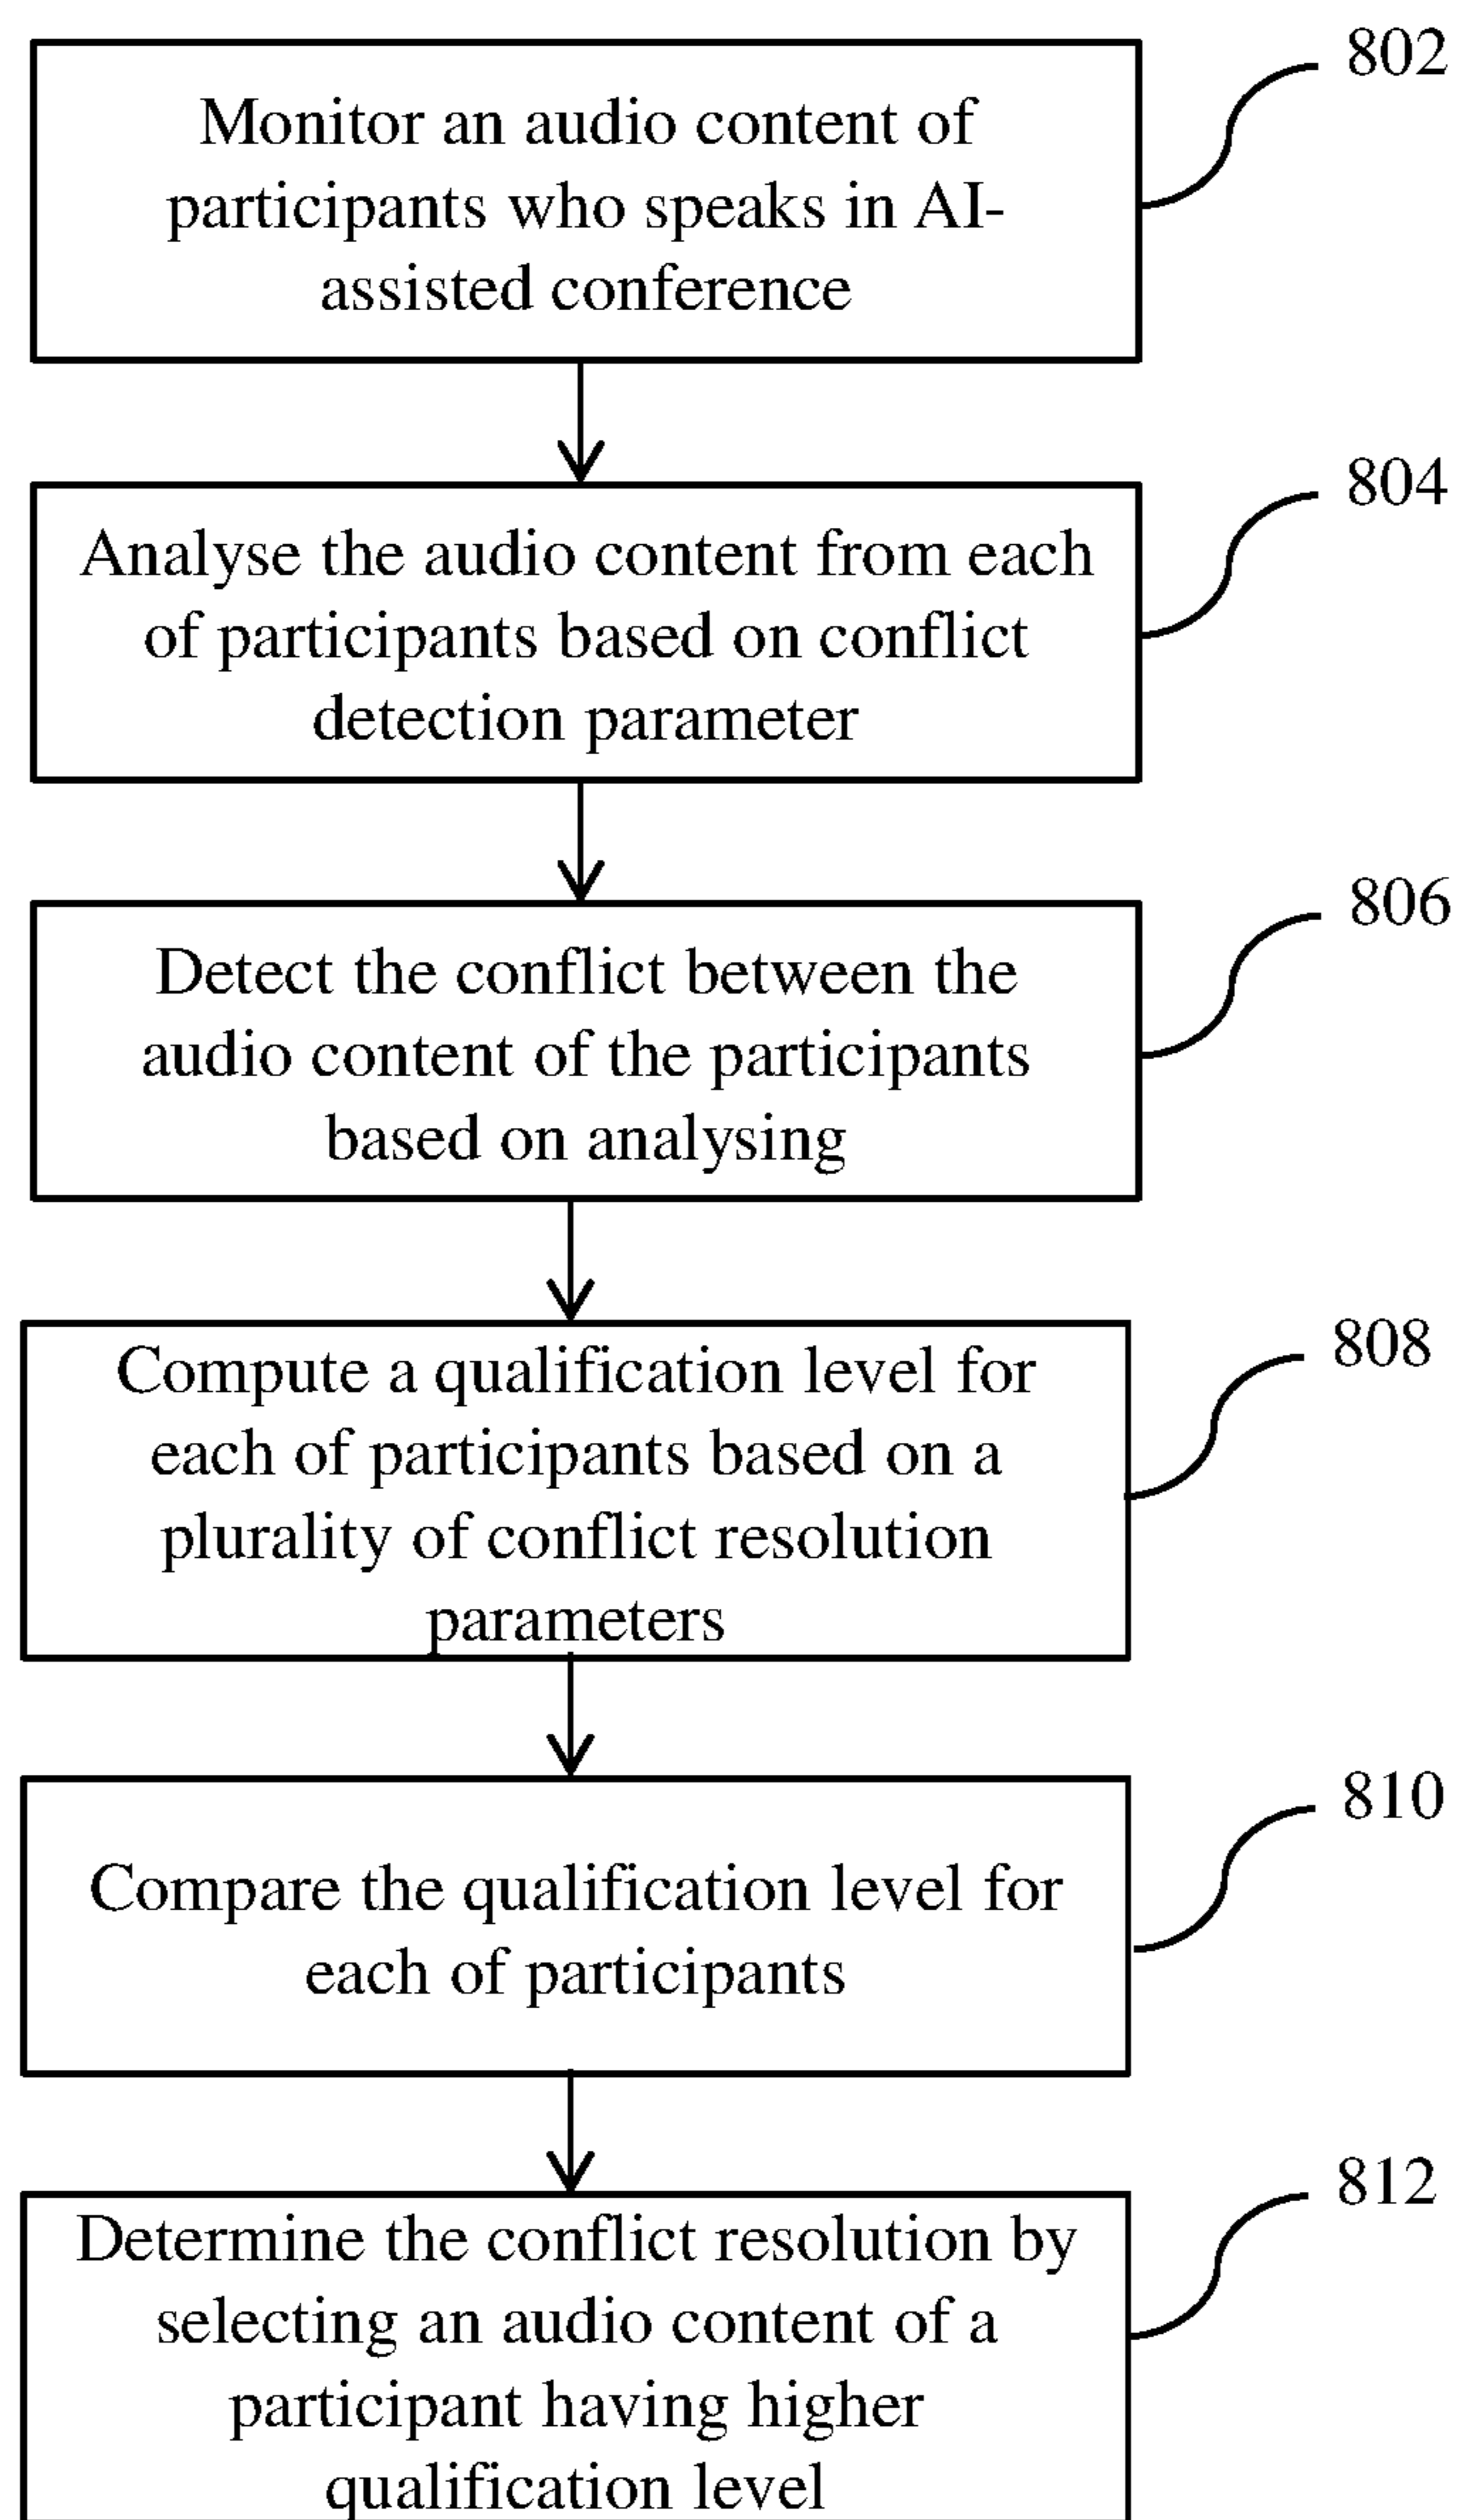 802
Monitor an audio content of
participants who speaks in AI-
assisted conference
804
Analyse the audio content from each
of participants based on conflict
detection parameter
806
Detect the conflict between the
audio content of the participants
based on analysing
808
Compute a qualification level for
each of participants based on a
plurality of conflict resolution
parameters
810
Compare the qualification level for
each of participants
812
Determine the conflict resolution by
selecting an audio content of a
participant having higher
qualification level